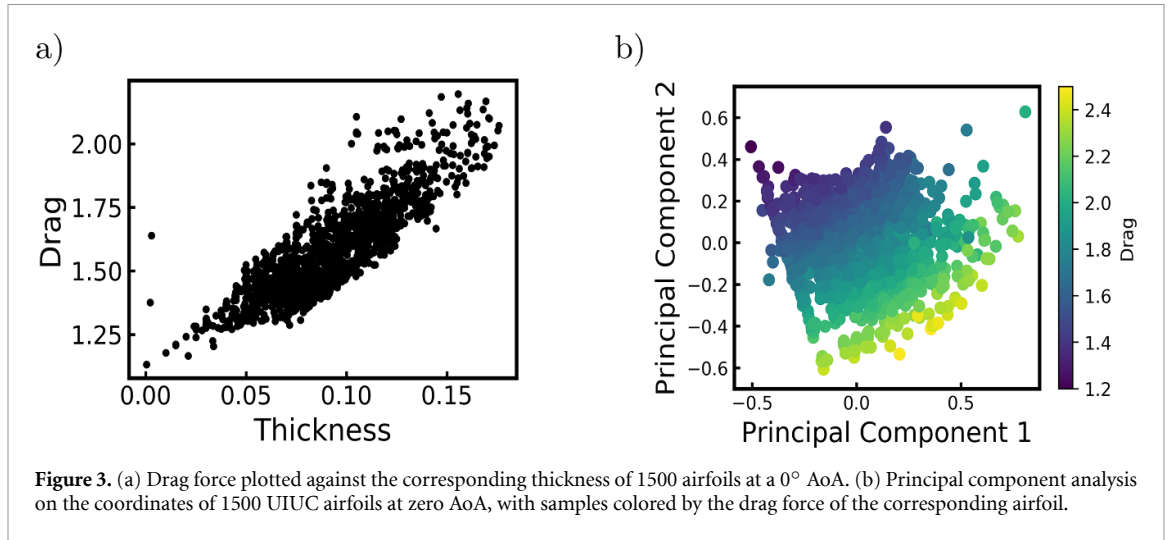 a)
b)
Drag
2.00
1.75
1.50
1.25
0.00 0.05 0.10 0.15
Thickness
Principal Component 2
0.6
0.4
0.2
0.0
−0.2
−0.4
−0.6
−0.5 0.0 0.5
Principal Component 1
2.4
2.2
2.0
1.8
1.6
1.4
1.2
Drag
Figure 3. (a) Drag force plotted against the corresponding thickness of 1500 airfoils at a 0° AoA. (b) Principal component analysis
on the coordinates of 1500 UIUC airfoils at zero AoA, with samples colored by the drag force of the corresponding airfoil.